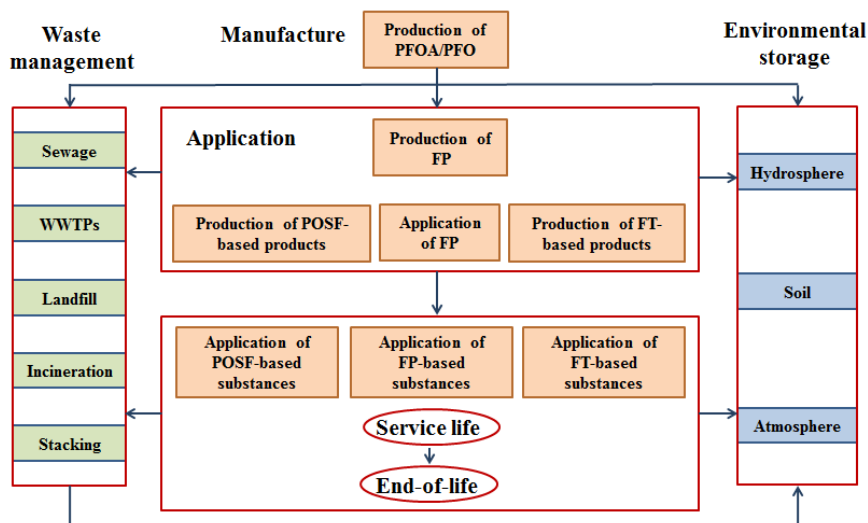 Waste
management
Manufacture
Production of
PFOA/PFO
Environmental
storage
Sewage
WWTPs
Landfill
Incineration
Stacking
Application
Production of
FP
Production of POSF-
based products
Application
of FP
Production of FT-
based products
Application of
POSF-based
substances
Application of
FP-based
substances
Application of
FT-based
substances
Service life
End-of-life
Hydrosphere
Soil
Atmosphere